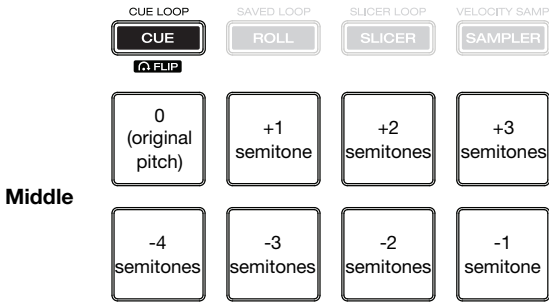 CUE LOOP SAVED LOOP SLICER LOOP VELOCITY SAMP
CUE ROLL SLICER SAMPLER
FLIP
0
(original
pitch)
+1
semitone
+2
semitones
+3
semitones
Middle
-4
semitones
-3
semitones
-2
semitones
-1
semitone